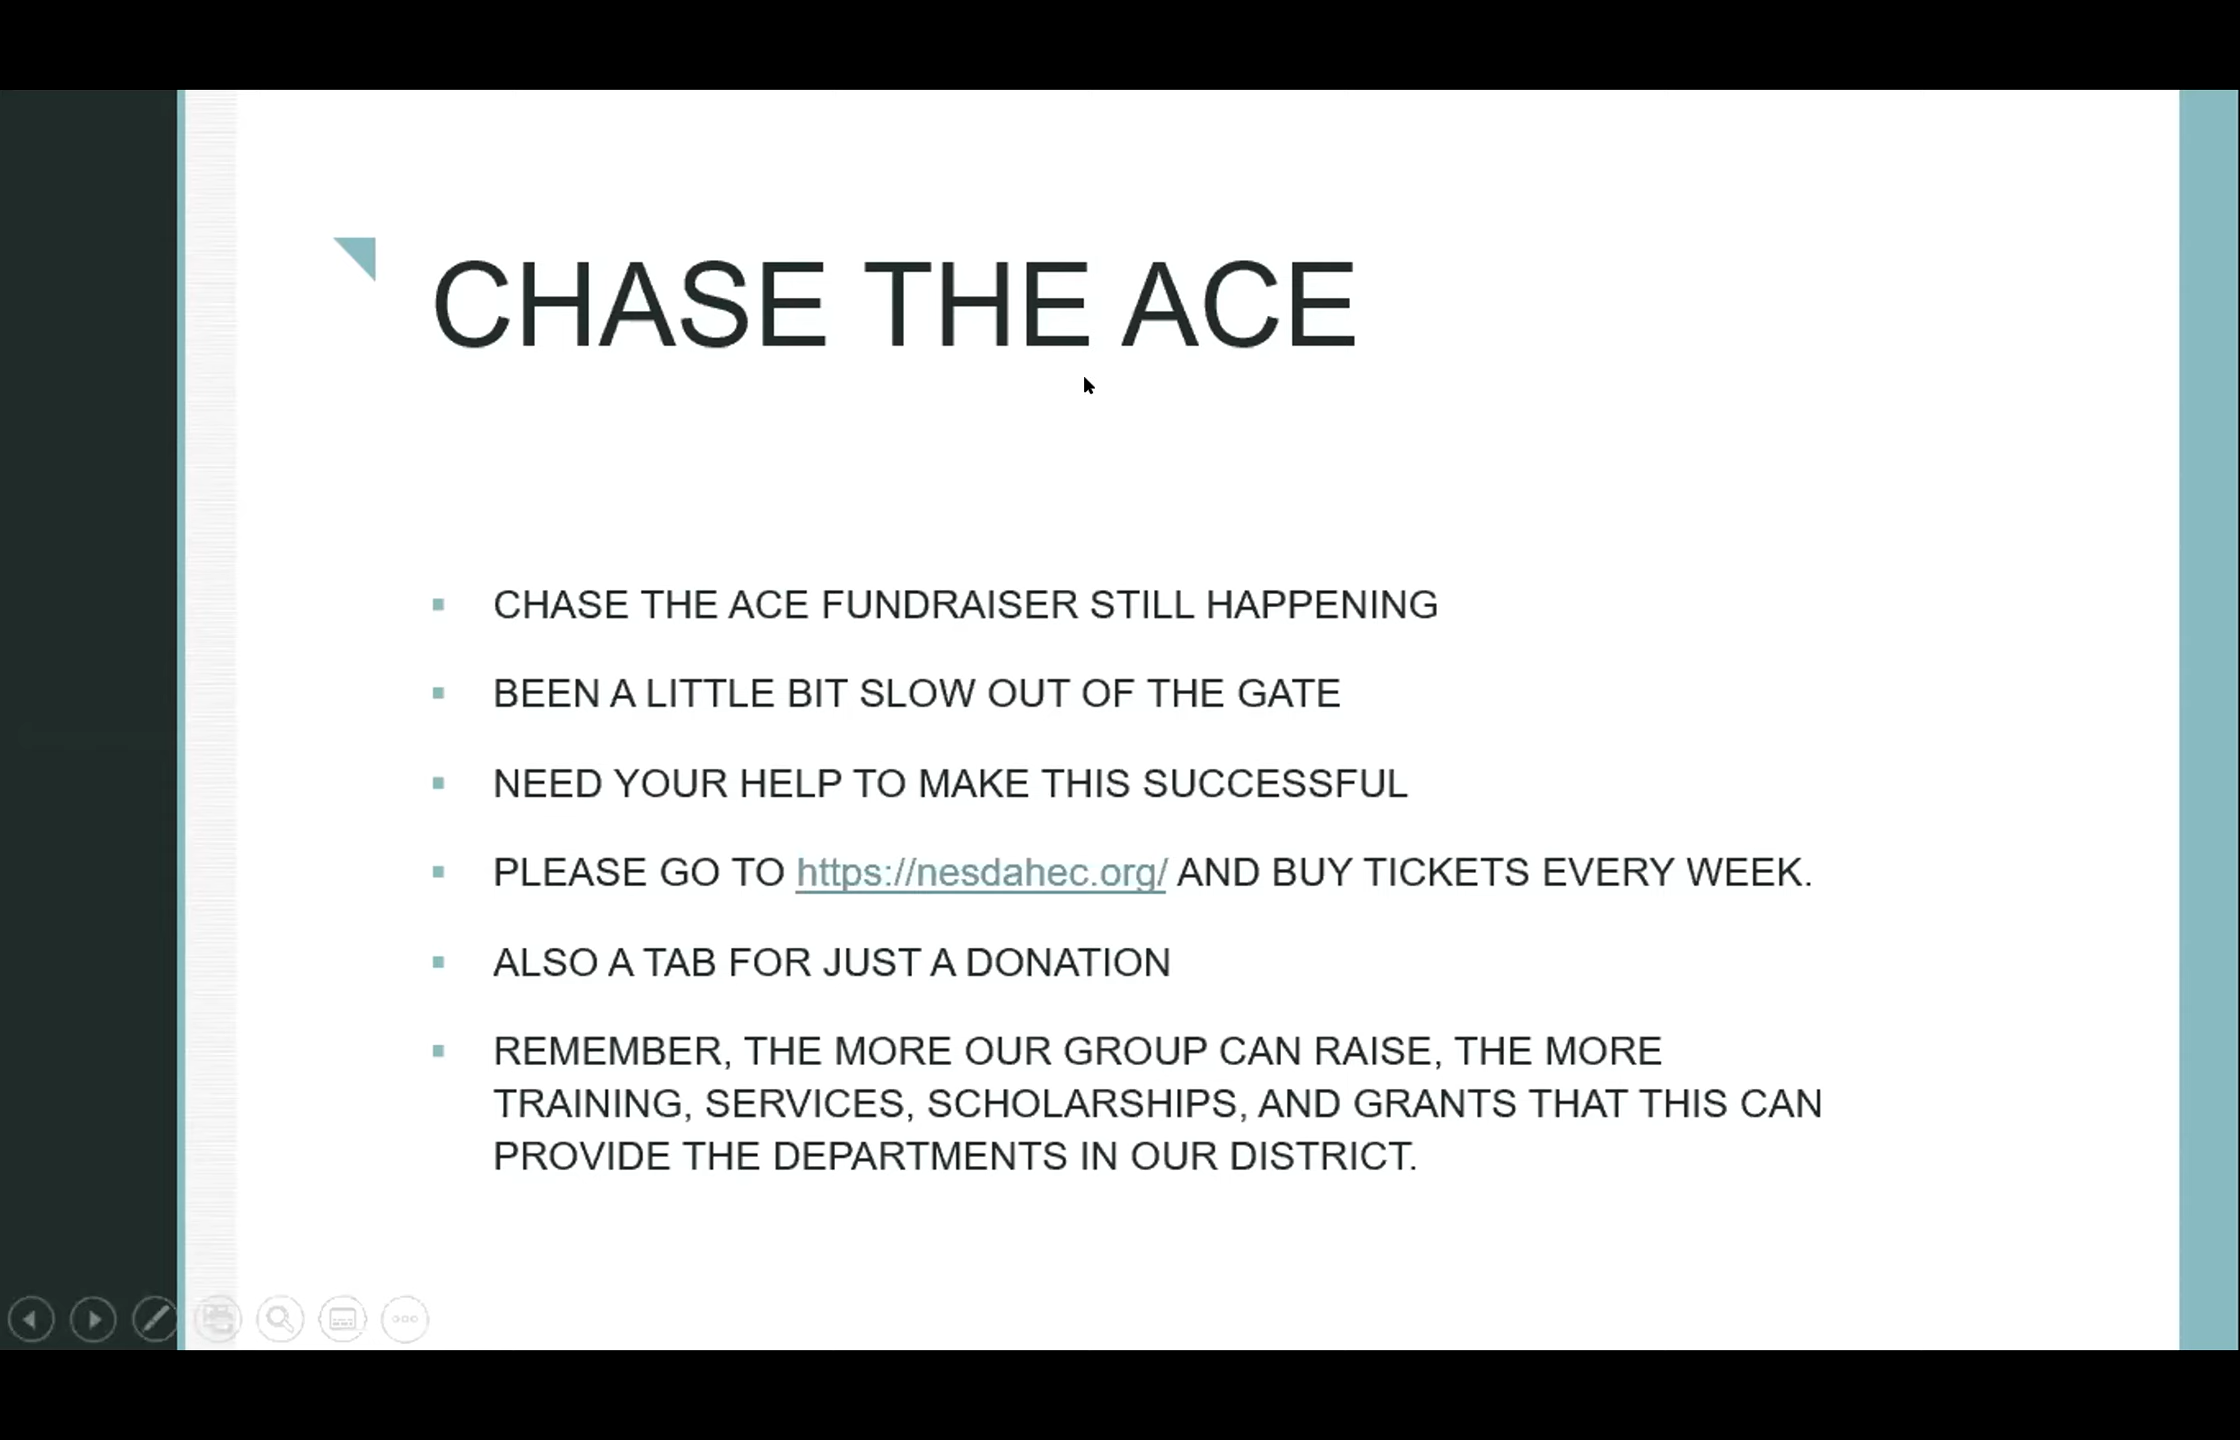 CHASE THE ACE
CHASE THE ACE FUNDRAISER STILL HAPPENING
BEEN A LITTLE BIT SLOW OUT OF THE GATE
NEED YOUR HELP TO MAKE THIS SUCCESSFUL
PLEASE GO TO https://nesdahec.org/ AND BUY TICKETS EVERY WEEK.
ALSO A TAB FOR JUST A DONATION
REMEMBER, THE MORE OUR GROUP CAN RAISE, THE MORE
TRAINING, SERVICES, SCHOLARSHIPS, AND GRANTS THAT THIS CAN
PROVIDE THE DEPARTMENTS IN OUR DISTRICT.